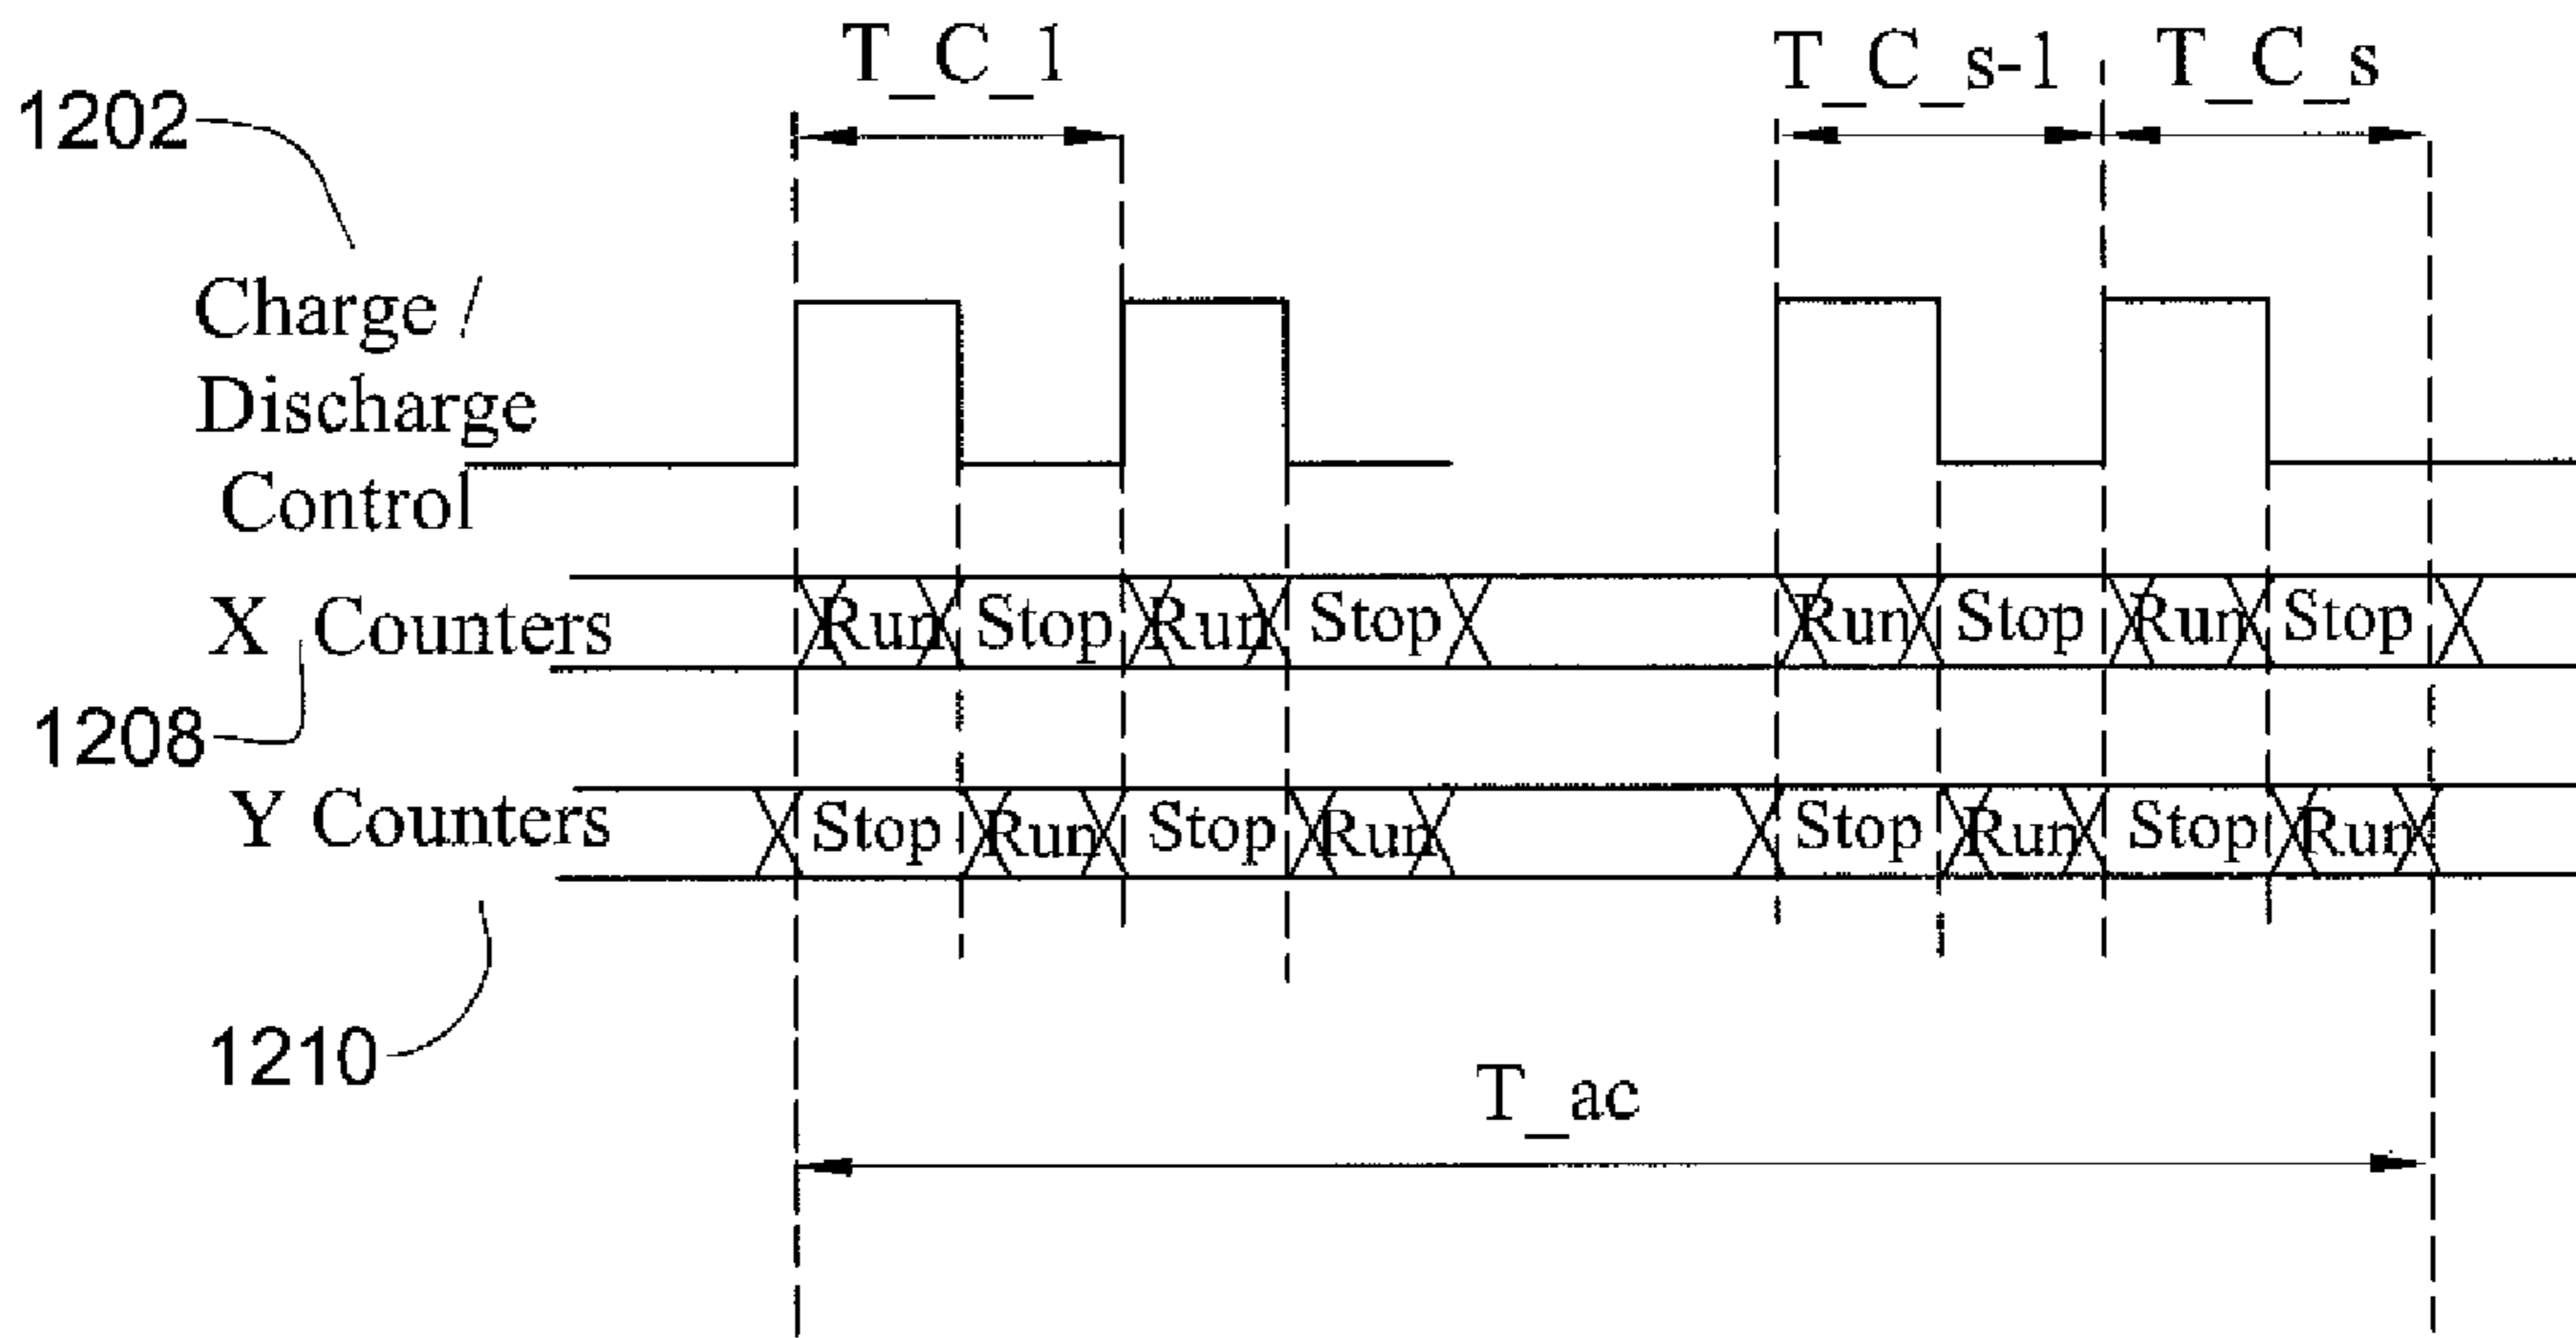 T_C_1
T_C_s-1
T_C_s
1202
Charge /
Discharge
Control
X Counters
Run Stop Run Stop Run Stop Run Stop
1208
Y Counters
Stop Run Stop Run Stop Run Stop Run
1210
T_ac